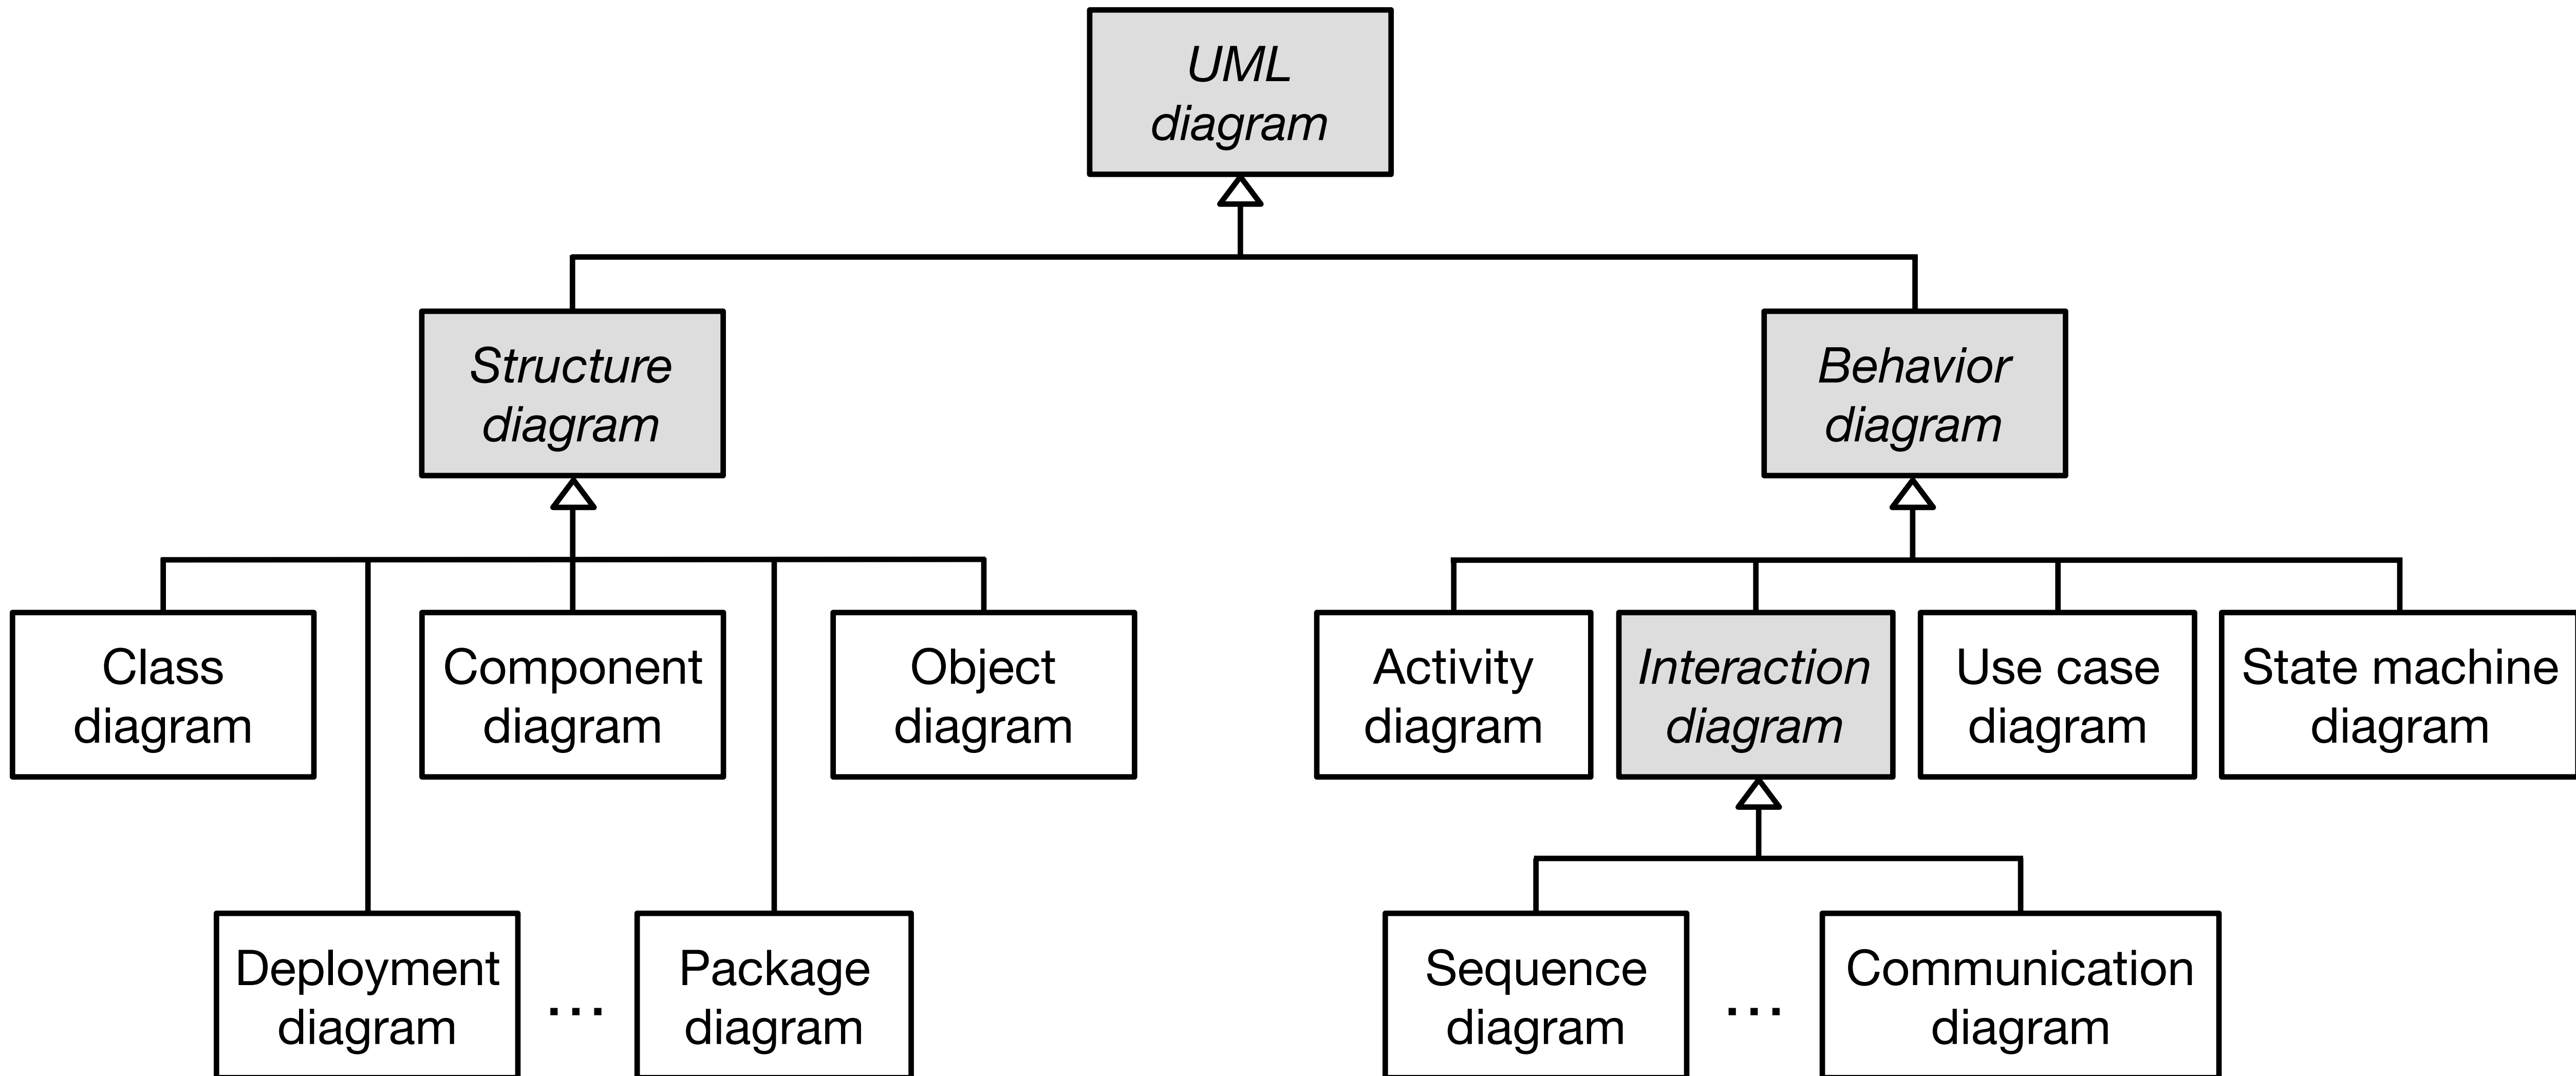 UML
diagram
Structure
diagram
Behavior
diagram
Class
diagram
Component
diagram
Object
diagram
Activity
diagram
Interaction
diagram
Use case
diagram
State machine
diagram
Deployment
diagram
...
Package
diagram
Sequence
diagram
...
Communication
diagram